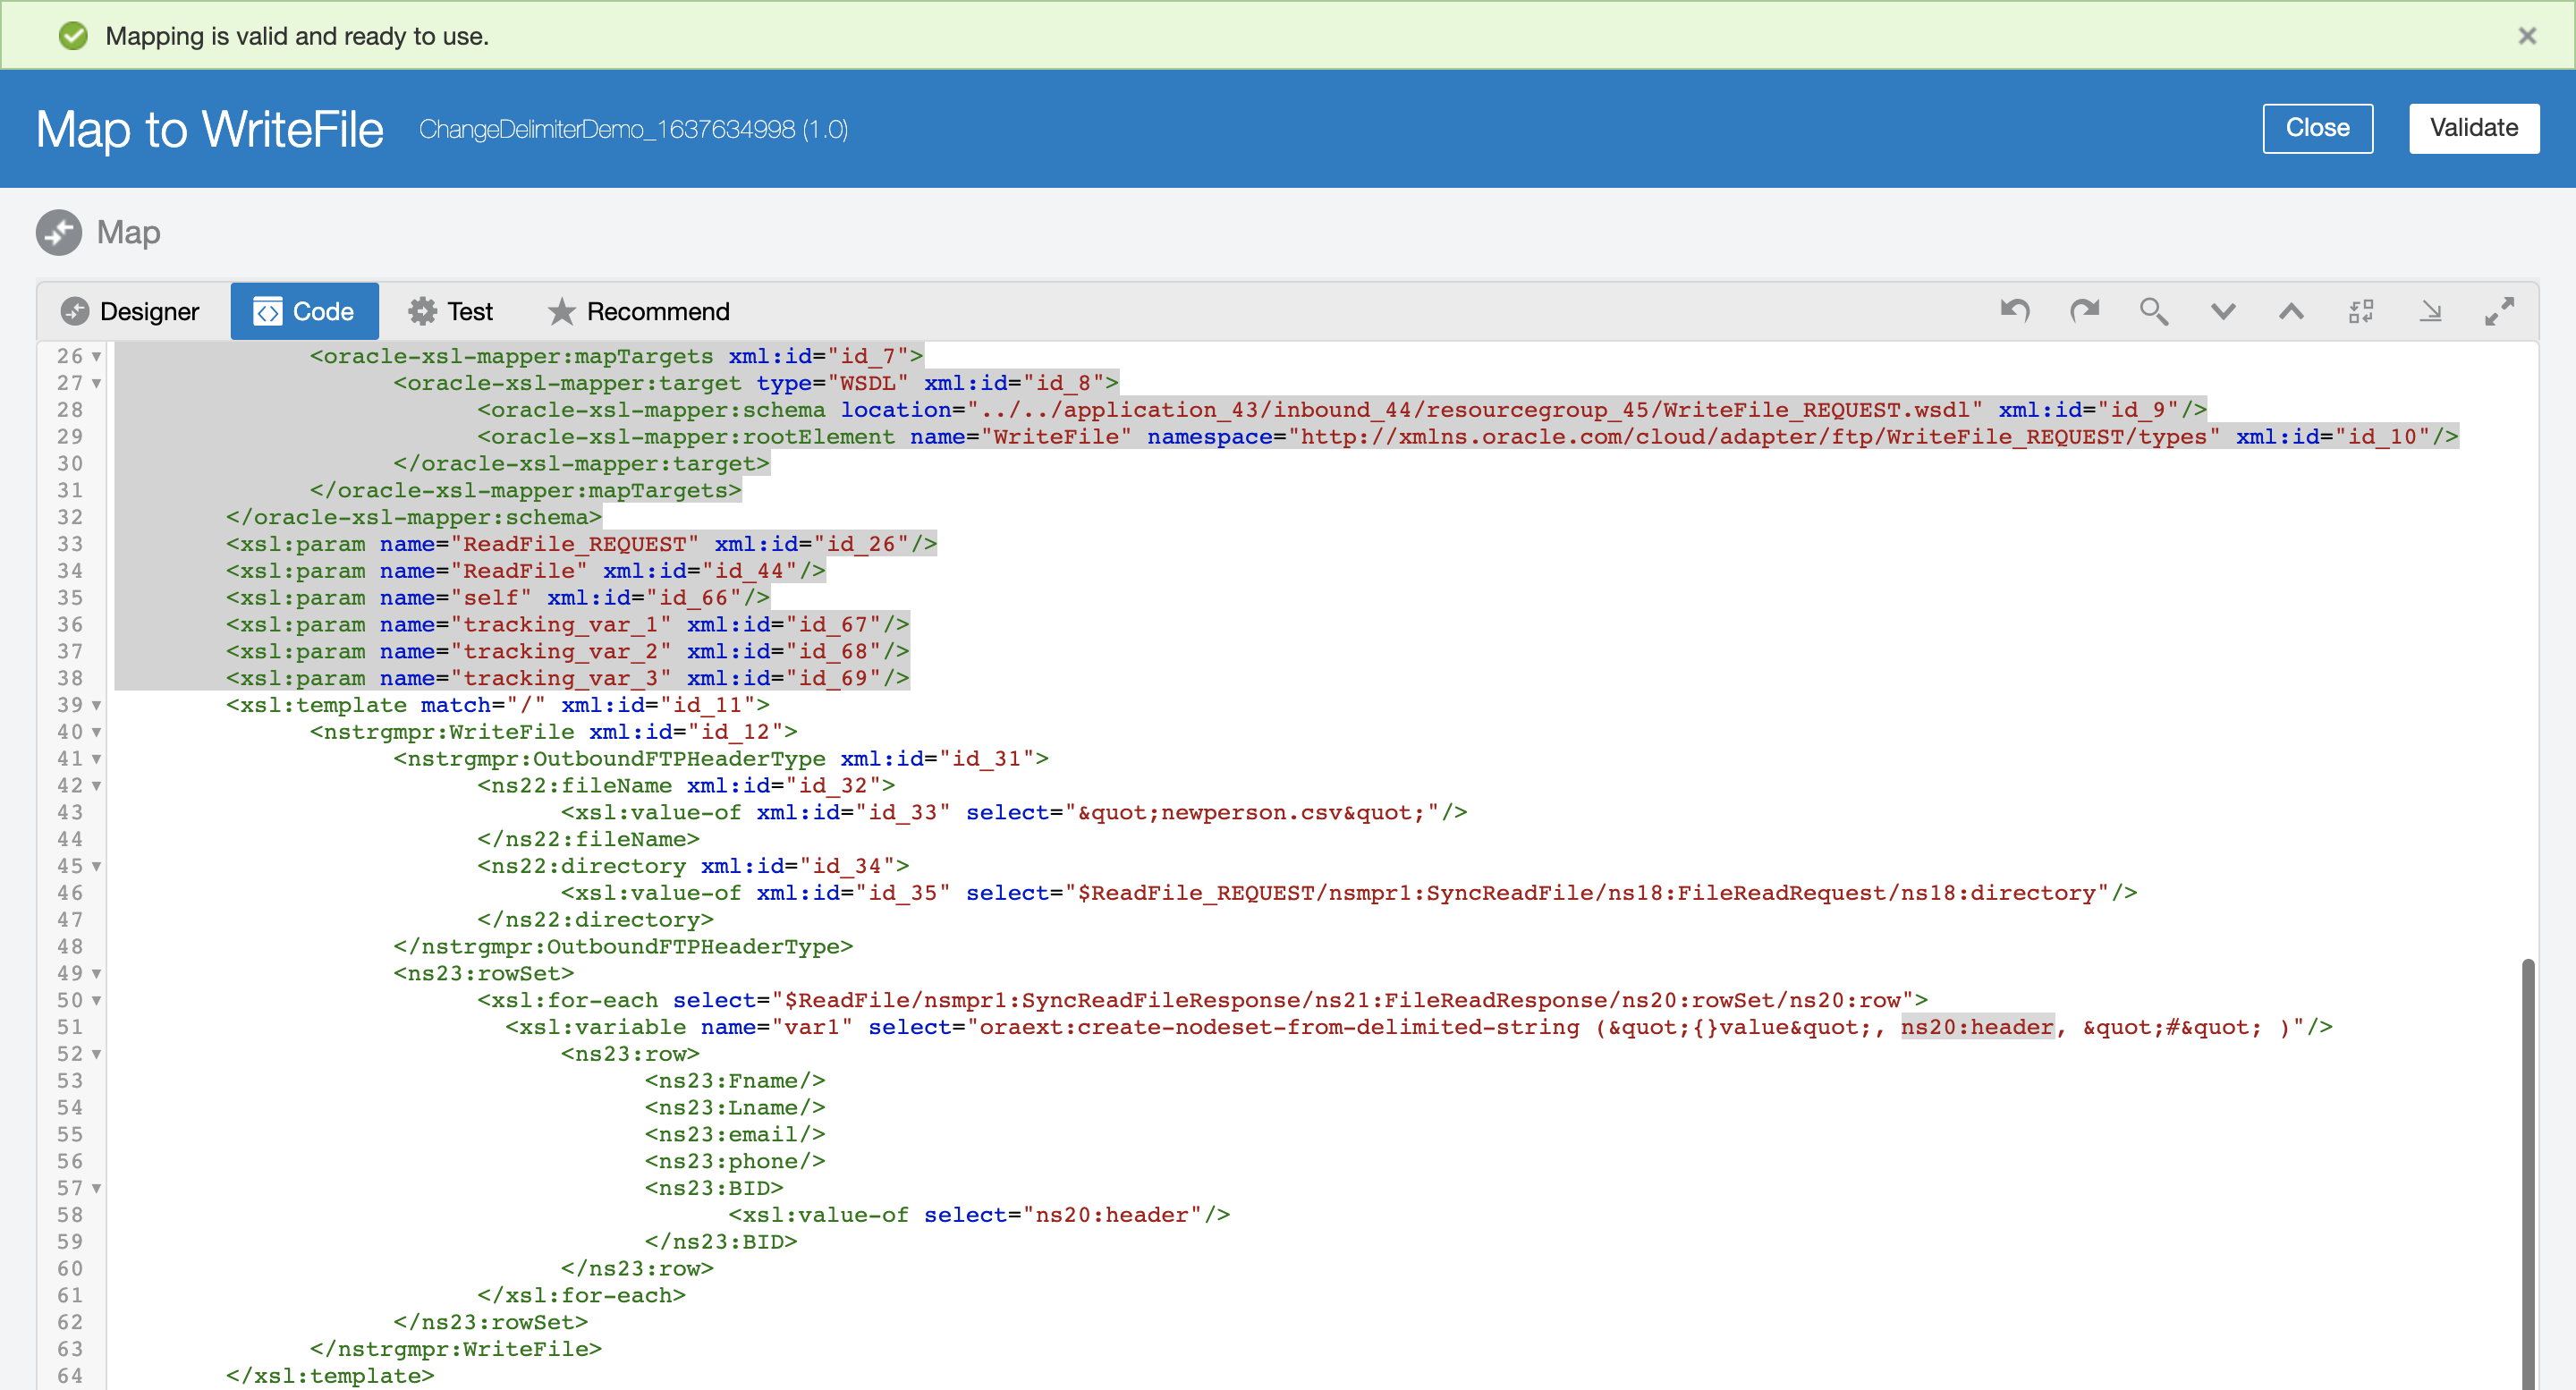 Mapping is valid and ready to use.
Map to WriteFile ChangeDelimiterDemo_1637634998 (1.0) Close Validate
Map
Designer Code Test Recommend
26 <oracle-xsl-mapper:mapTargets xml:id="id_7">
27 <oracle-xsl-mapper:target type="WSDL" xml:id="id_8">
28 <oracle-xsl-mapper:schema location="../../application_43/inbound_44/resourcegroup_45/WriteFile_REQUEST.wsdl" xml:id="id_9"/>
29 <oracle-xsl-mapper:rootElement name="WriteFile" namespace="http://xmlns.oracle.com/cloud/adapter/ftp/WriteFile_REQUEST/types" xml:id="id_10"/>
30 </oracle-xsl-mapper:target>
31 </oracle-xsl-mapper:mapTargets>
32 </oracle-xsl-mapper:schema>
33 <xsl:param name="ReadFile_REQUEST" xml:id="id_26"/>
34 <xsl:param name="ReadFile" xml:id="id_44"/>
35 <xsl:param name="self" xml:id="id_66"/>
36 <xsl:param name="tracking_var_1" xml:id="id_67"/>
37 <xsl:param name="tracking_var_2" xml:id="id_68"/>
38 <xsl:param name="tracking_var_3" xml:id="id_69"/>
39 <xsl:template match="/" xml:id="id_11">
40 <nstrgmpr:WriteFile xml:id="id_12">
41 <nstrgmpr:OutboundFTPHeaderType xml:id="id_31">
42 <ns22:fileName xml:id="id_32">
43 <xsl:value-of xml:id="id_33" select="&quot;newperson.csv&quot;"/>
44 </ns22:fileName>
45 <ns22:directory xml:id="id_34">
46 <xsl:value-of xml:id="id_35" select="$ReadFile_REQUEST/nsmpr1:SyncReadFile/ns18:FileReadRequest/ns18:directory"/>
47 </ns22:directory>
48 </nstrgmpr:OutboundFTPHeaderType>
49 <ns23:rowSet>
50 <xsl:for-each select="$ReadFile/nsmpr1:SyncReadFileResponse/ns21:FileReadResponse/ns20:rowSet/ns20:row">
51 <xsl:variable name="var1" select="oraext:create-nodeset-from-delimited-string (&quot;{}value&quot;, ns20:header, &quot;#&quot; )"/>
52 <ns23:row>
53 <ns23:Fname/>
54 <ns23:Lname/>
55 <ns23:email/>
56 <ns23:phone/>
57 <ns23:BID>
58 <xsl:value-of select="ns20:header"/>
59 </ns23:BID>
60 </ns23:row>
61 </xsl:for-each>
62 </ns23:rowSet>
63 </nstrgmpr:WriteFile>
64 </xsl:template>